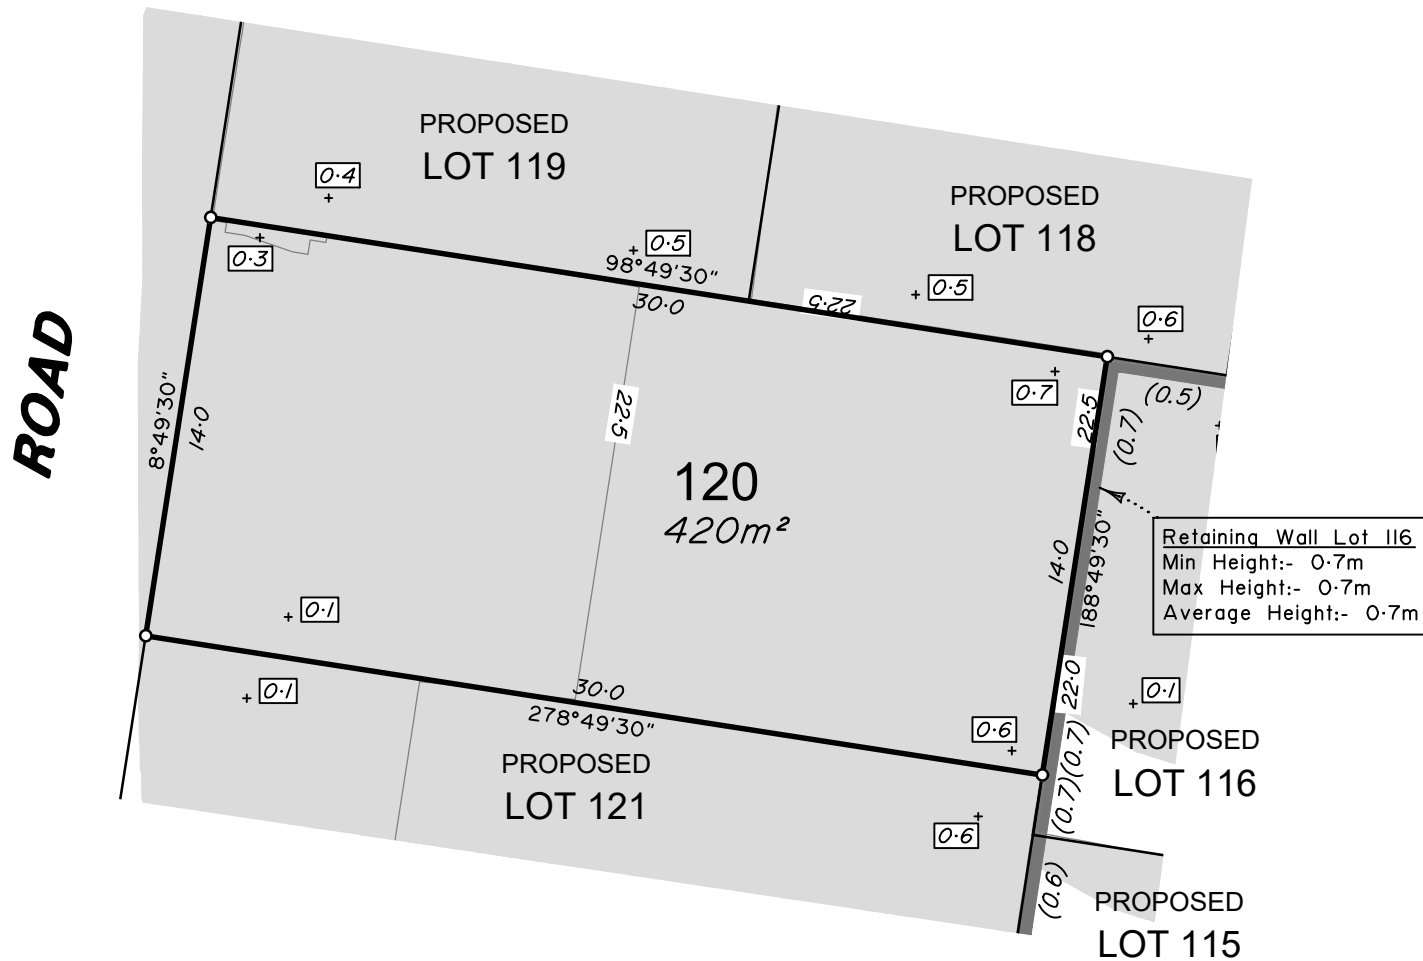 PROPOSED
LOT 119
0·4
PROPOSED
LOT 118
0·3
0·5
98°49'30"
30·0
22·5
0·5
0·6
ROAD
8°49'30"
14·0
22·5
0·7
22·5
(0.5)
(0.7)
120
420m²
14·0
188°49'30"
Retaining Wall Lot 116
Min Height:- 0·7m
Max Height:- 0·7m
Average Height:- 0·7m
0·1
0·1
30·0
278°49'30"
0·6
22·0
0·1
(0.7)
(0.7)
PROPOSED
LOT 116
PROPOSED
LOT 121
0·6
(0.6)
PROPOSED
LOT 115